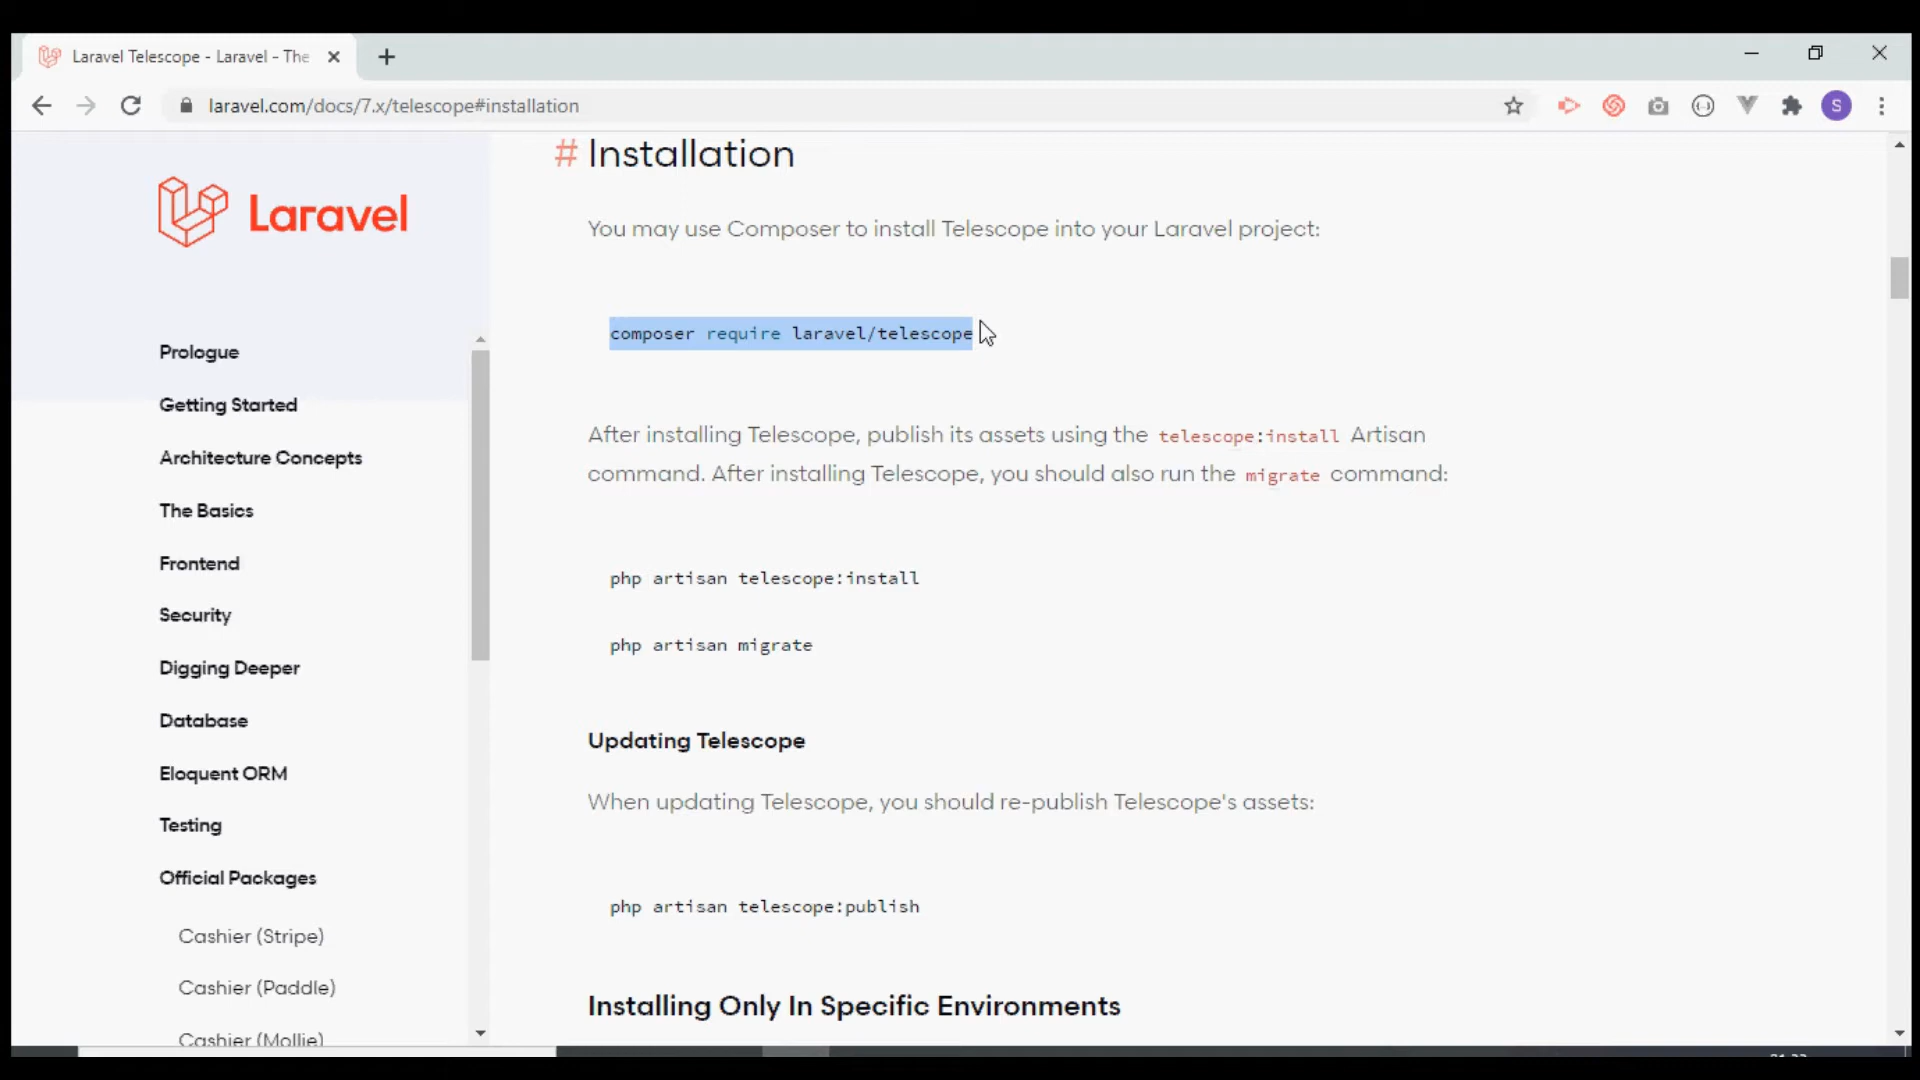 Laravel Telescope - Laravel - The
laravel.com/docs/7.x/telescope#installation
S
Laravel
Prologue
Getting Started
Architecture Concepts
The Basics
Frontend
Security
Digging Deeper
Database
Eloquent ORM
Testing
Official Packages
Cashier (Stripe)
Cashier (Paddle)
Cashier (Mollie)
# Installation
You may use Composer to install Telescope into your Laravel project:
composer require laravel/telescope
After installing Telescope, publish its assets using the telescope:install Artisan
command. After installing Telescope, you should also run the migrate command:
php artisan telescope:install
php artisan migrate
Updating Telescope
When updating Telescope, you should re-publish Telescope's assets:
php artisan telescope:publish
Installing Only In Specific Environments